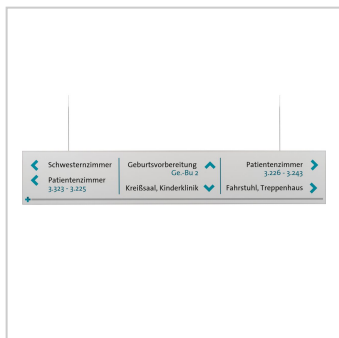 Schwesternzimmer
Patientenzimmer
3.323 - 3.225
Geburtsvorbereitung
Ge.-Bu 2
Kreißsaal, Kinderklinik
Patientenzimmer
3.226 - 3.243
Fahrstuhl, Treppenhaus